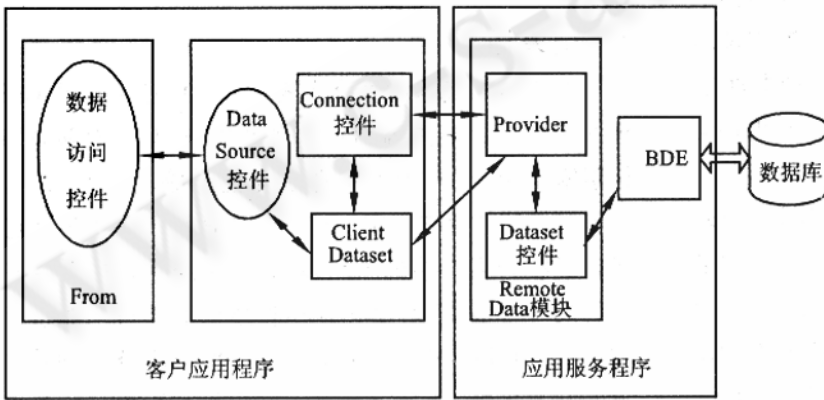 数据
访问
控件
From
Data
Source
控件
Connection
控件
Client
Dataset
客户应用程序
Provider
Dataset
控件
Remote
Data模块
BDE
应用服务程序
数据库